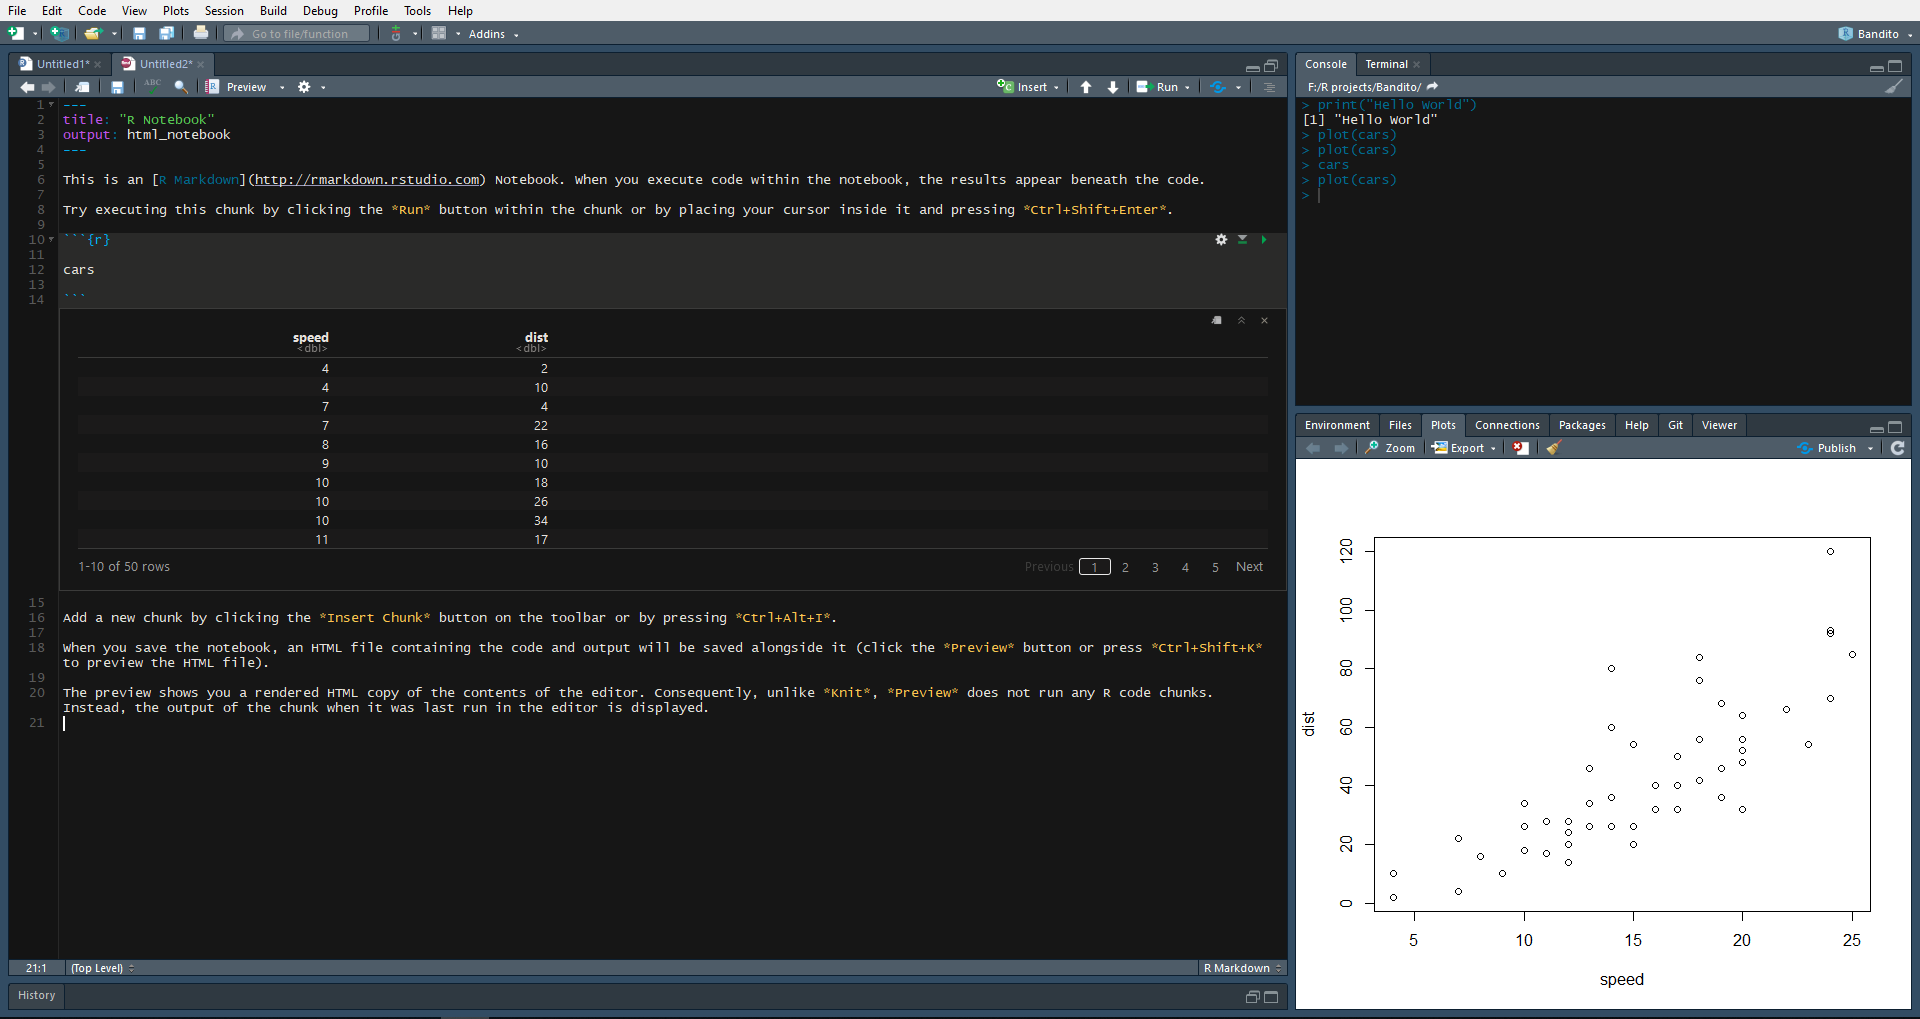 File Edit Code View Plots Session Build Debug Profile Tools Help
Go to file/function Addins Bandito
Untitled1* Untitled2*
ABC Preview Insert Run
1 ---
2 title: "R Notebook"
3 output: html_notebook
4 ---
5
6 This is an [R Markdown](http://rmarkdown.rstudio.com) Notebook. When you execute code within the notebook, the results appear beneath the code.
7
8 Try executing this chunk by clicking the *Run* button within the chunk or by placing your cursor inside it and pressing *Ctrl+Shift+Enter*.
9
10 ```{r}
11
12 cars
13
14 ```
speed dist
<dbl> <dbl>
4 2
4 10
7 4
7 22
8 16
9 10
10 18
10 26
10 34
11 17
1-10 of 50 rows Previous 1 2 3 4 5 Next
15
16 Add a new chunk by clicking the *Insert Chunk* button on the toolbar or by pressing *Ctrl+Alt+I*.
17
18 When you save the notebook, an HTML file containing the code and output will be saved alongside it (click the *Preview* button or press *Ctrl+Shift+K*
to preview the HTML file).
19
20 The preview shows you a rendered HTML copy of the contents of the editor. Consequently, unlike *Knit*, *Preview* does not run any R code chunks.
Instead, the output of the chunk when it was last run in the editor is displayed.
21
21:1 (Top Level) R Markdown
History
Console Terminal
F:/R projects/Bandito/
> print("Hello World")
[1] "Hello World"
> plot(cars)
> plot(cars)
> cars
> plot(cars)
>
Environment Files Plots Connections Packages Help Git Viewer
Zoom Export Publish
120
100
80
60
40
20
0
dist
5 10 15 20 25
speed